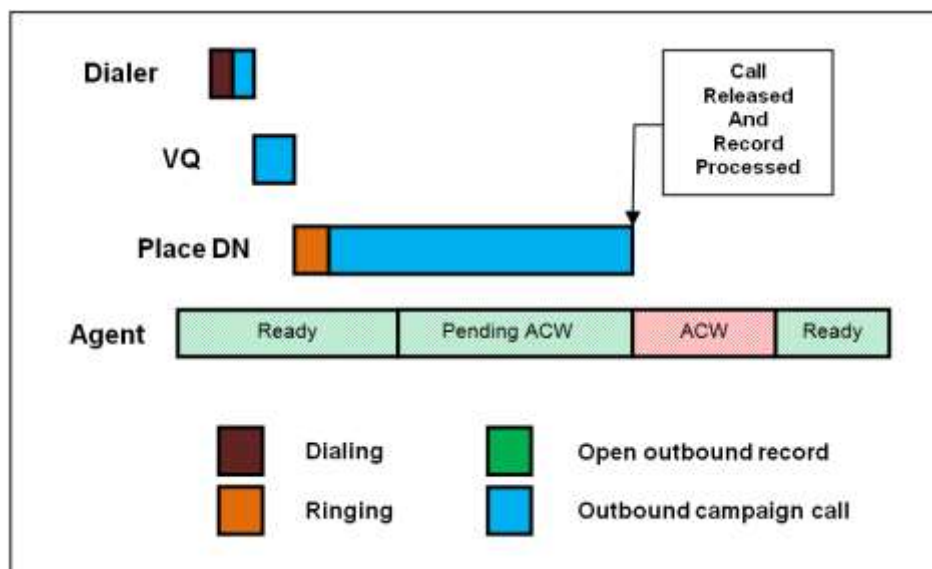 Dialer
Call
Released
And
Record
Processed
VQ
Place DN
Agent
Ready
Pending ACW
ACW
Ready
Dialing
Open outbound record
Ringing
Outbound campaign call